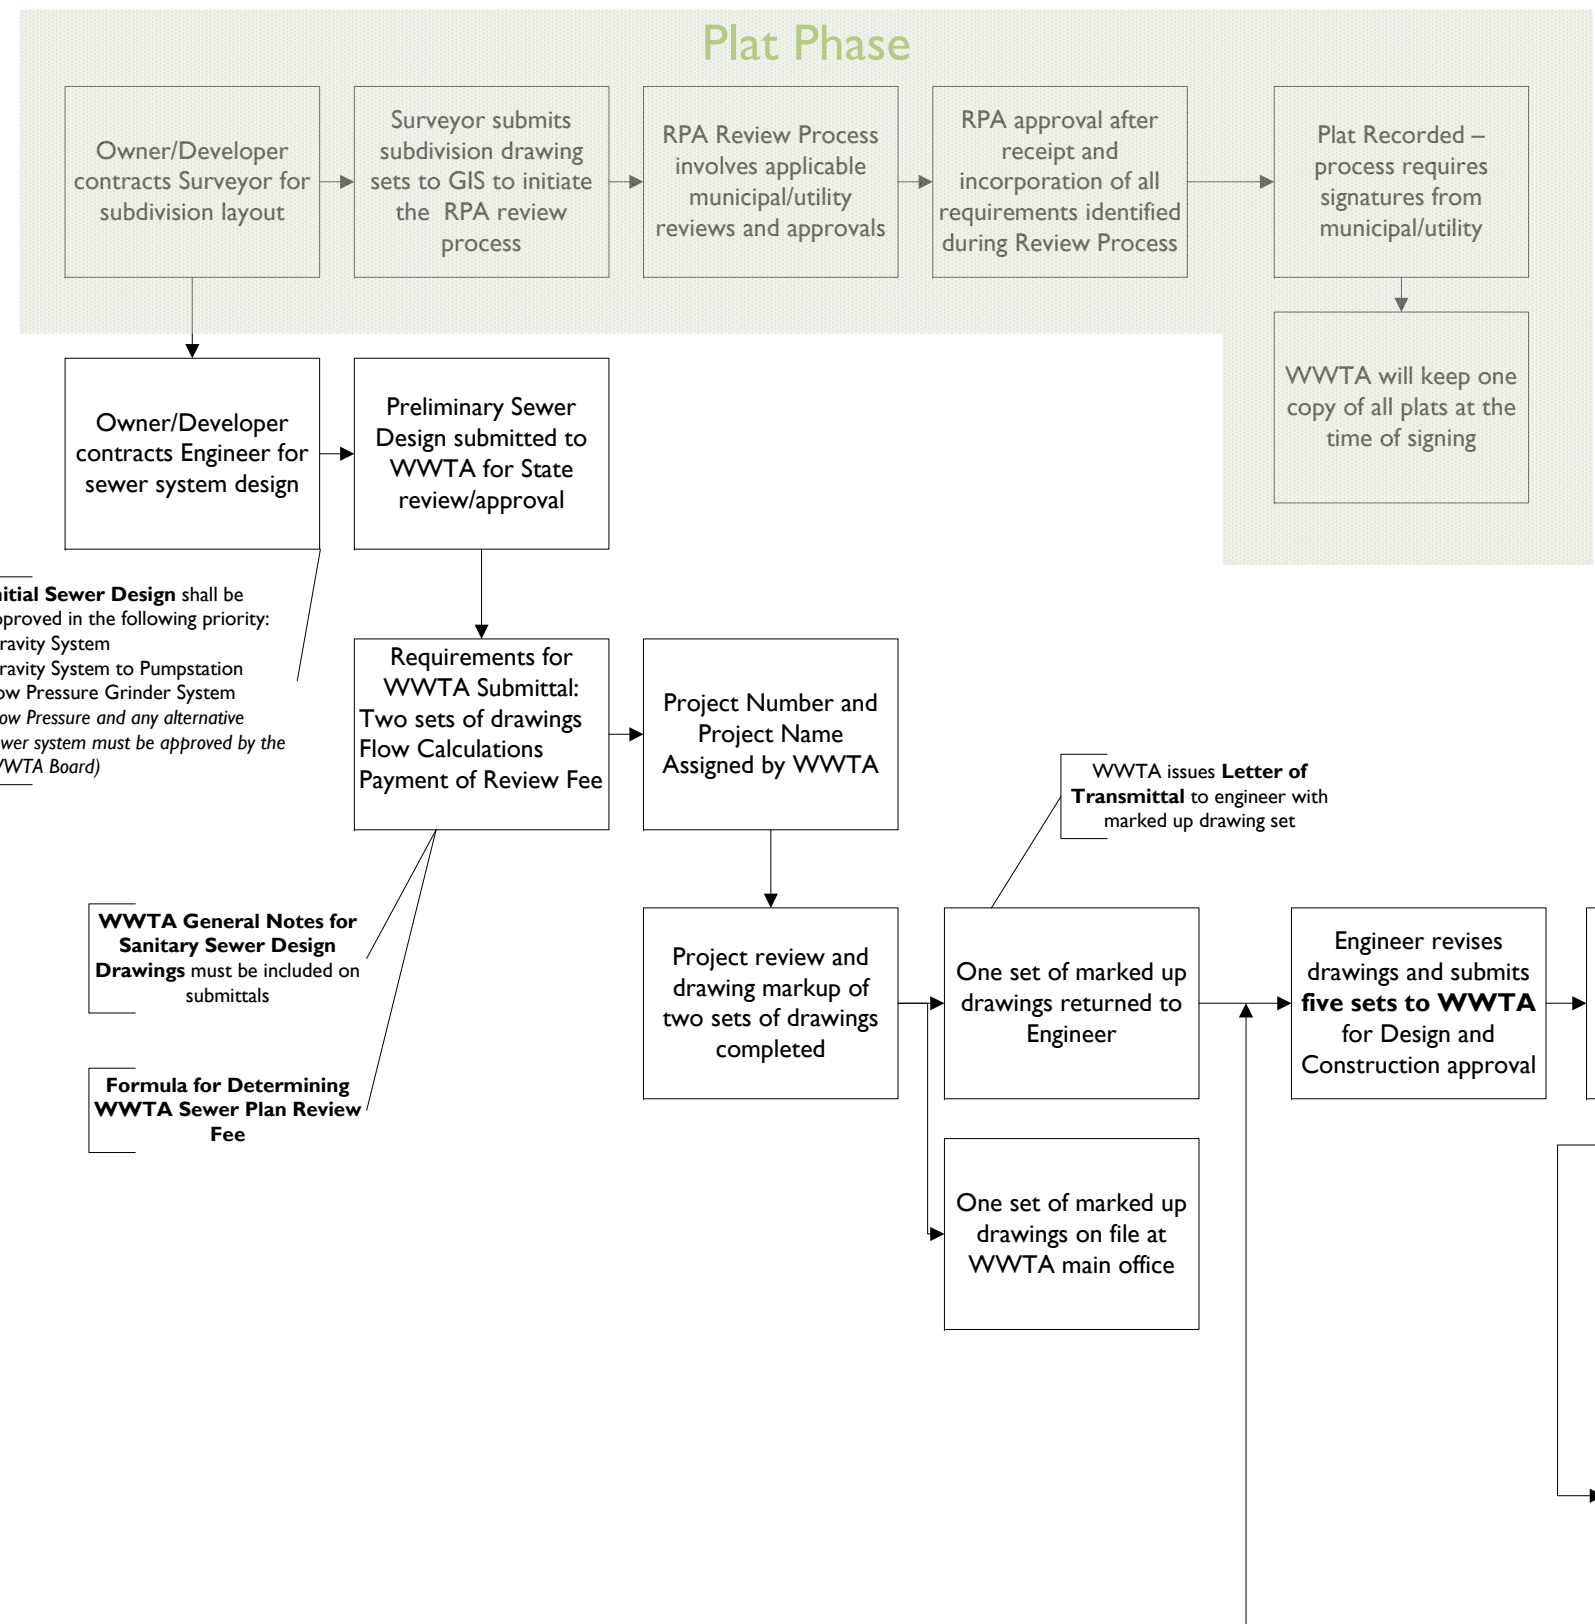 Plat Phase
Owner/Developer
contracts Surveyor for
subdivision layout
Surveyor submits
subdivision drawing
sets to GIS to initiate
the RPA review
process
RPA Review Process
involves applicable
municipal/utility
reviews and approvals
RPA approval after
receipt and
incorporation of all
requirements identified
during Review Process
Plat Recorded –
process requires
signatures from
municipal/utility
WWTA will keep one
copy of all plats at the
time of signing
Owner/Developer
contracts Engineer for
sewer system design
Preliminary Sewer
Design submitted to
WWTA for State
review/approval
nitial Sewer Design shall be
pproved in the following priority:
ravity System
ravity System to Pumpstation
ow Pressure Grinder System
ow Pressure and any alternative
wer system must be approved by the
WTA Board)
Requirements for
WWTA Submittal:
Two sets of drawings
Flow Calculations
Payment of Review Fee
Project Number and
Project Name
Assigned by WWTA
WWTA issues Letter of
Transmittal to engineer with
marked up drawing set
WWTA General Notes for
Sanitary Sewer Design
Drawings must be included on
submittals
Formula for Determining
WWTA Sewer Plan Review
Fee
Project review and
drawing markup of
two sets of drawings
completed
One set of marked up
drawings returned to
Engineer
Engineer revises
drawings and submits
five sets to WWTA
for Design and
Construction approval
One set of marked up
drawings on file at
WWTA main office